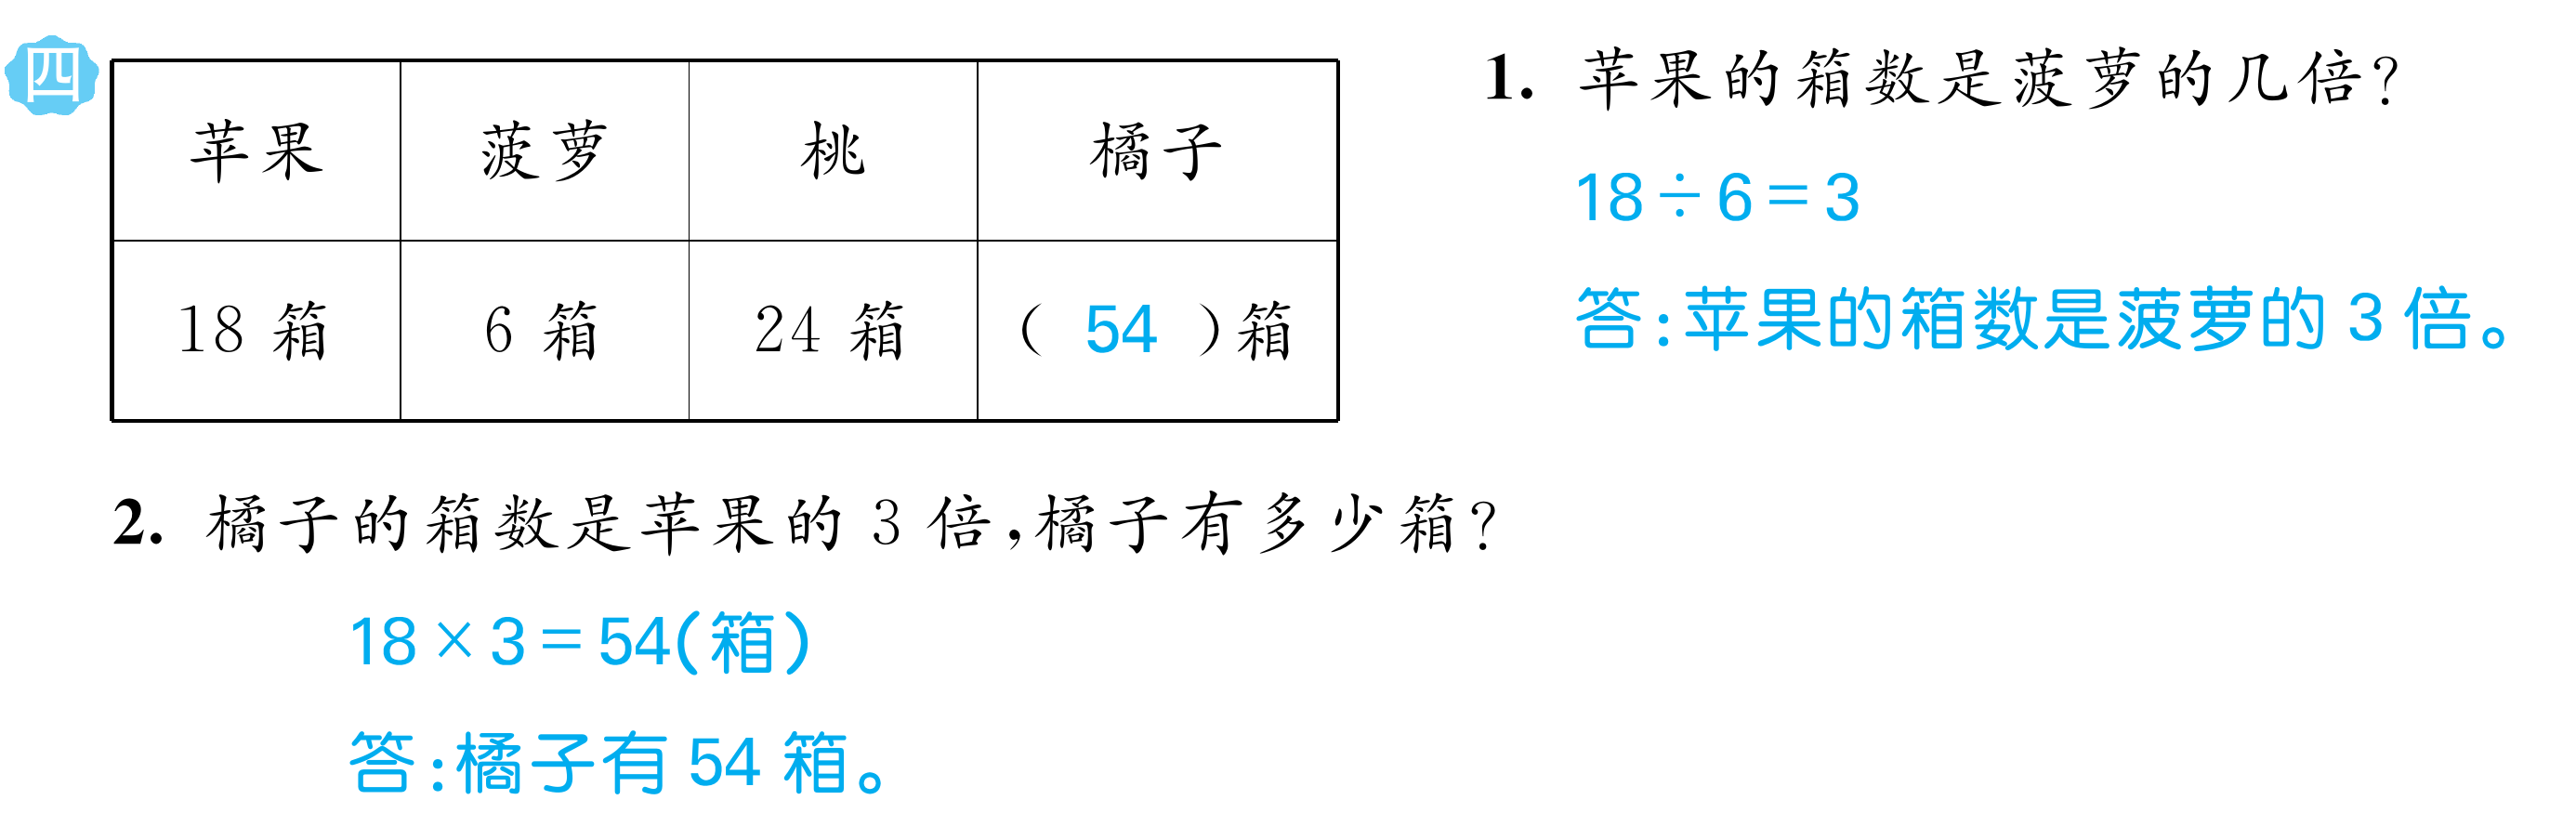 四
苹果 菠萝 桃 橘子
18 箱 6 箱 24 箱 ( 54 )箱
1. 苹果的箱数是菠萝的几倍?
18÷6=3
答:苹果的箱数是菠萝的 3 倍。
2. 橘子的箱数是苹果的 3 倍,橘子有多少箱?
18×3=54(箱)
答:橘子有 54 箱。